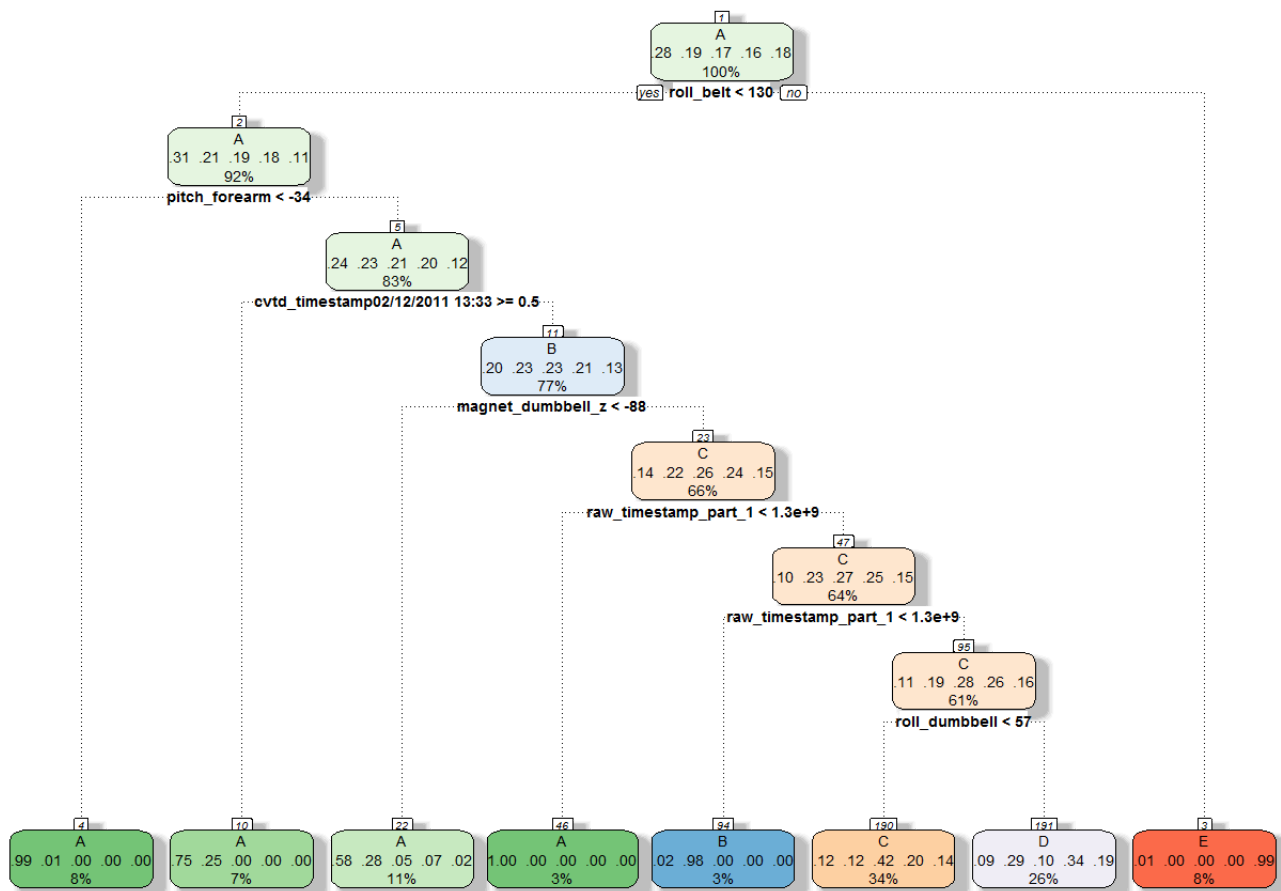 1
A
.28 .19 .17 .16 .18
100%
yes roll_belt < 130 no
2
A
.31 .21 .19 .18 .11
92%
pitch_forearm < -34
5
A
.24 .23 .21 .20 .12
83%
cvtd_timestamp02/12/2011 13:33 >= 0.5
11
B
.20 .23 .23 .21 .13
77%
magnet_dumbbell_z < -88
23
C
.14 .22 .26 .24 .15
66%
raw_timestamp_part_1 < 1.3e+9
47
C
.10 .23 .27 .25 .15
64%
raw_timestamp_part_1 < 1.3e+9
95
C
.11 .19 .28 .26 .16
61%
roll_dumbbell < 57
4 10 22 46 94 190 191 3
A A A A B C D E
.99 .01 .00 .00 .00 .75 .25 .00 .00 .00 .58 .28 .05 .07 .02 1.00 .00 .00 .00 .00 .02 .98 .00 .00 .00 .12 .12 .42 .20 .14 .09 .29 .10 .34 .19 .01 .00 .00 .00 .99
8% 7% 11% 3% 3% 34% 26% 8%